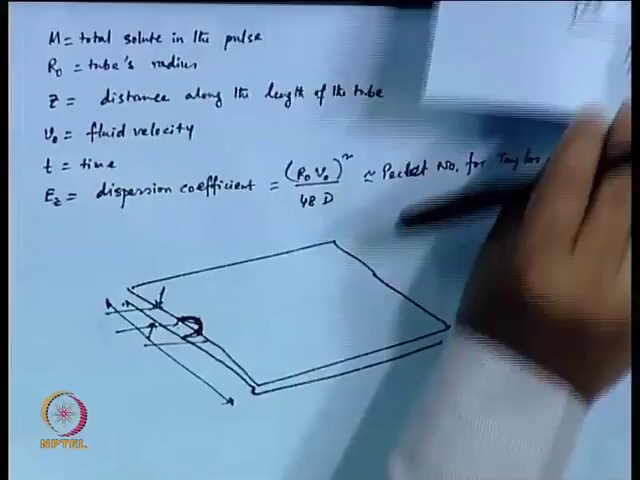 M = total solute in the pulse
R₀ = tube's radius
z = distance along the length of the tube
v₀ = fluid velocity
t = time
E_z = dispersion coefficient = (R₀ v₀)² / 48 D ≈ Peclet No. for Taylor
NPTEL